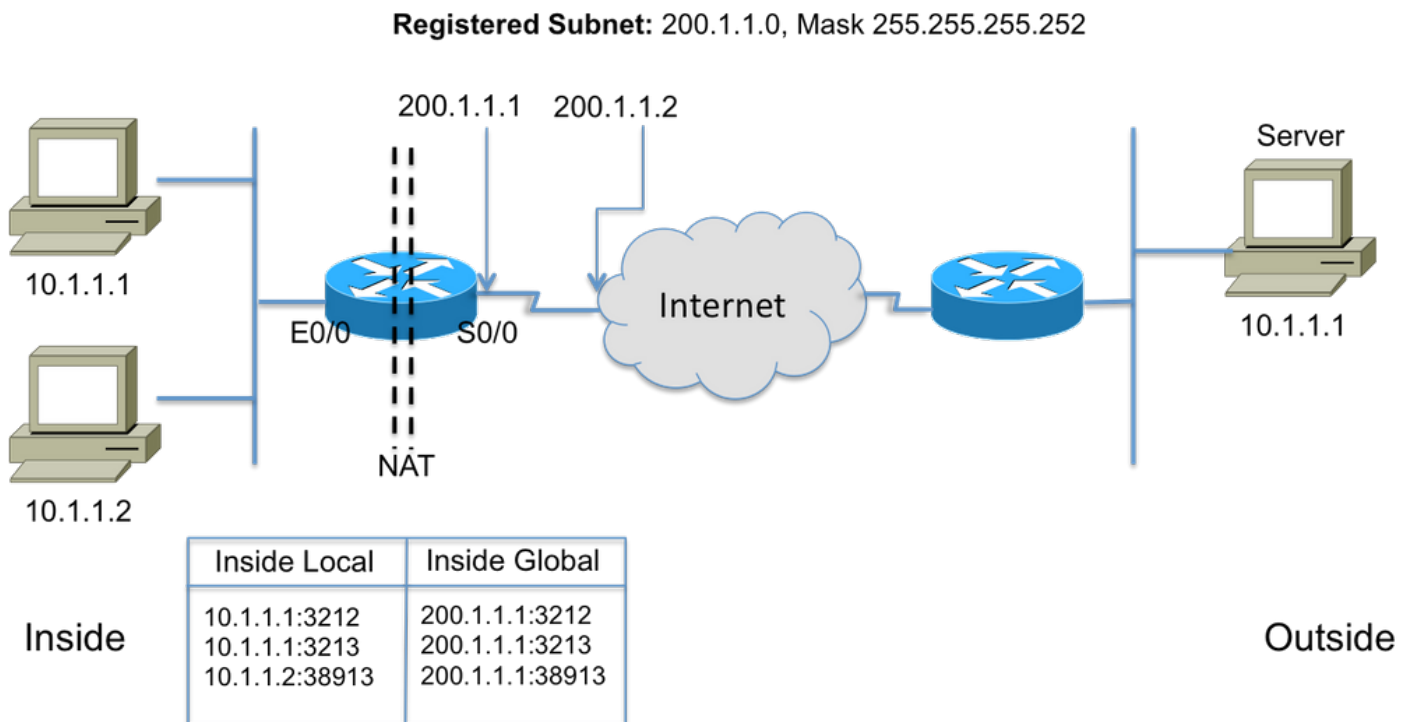 Registered Subnet: 200.1.1.0, Mask 255.255.255.252
200.1.1.1
200.1.1.2
Server
10.1.1.1
Internet
E0/0
S0/0
10.1.1.1
NAT
10.1.1.2
Inside Local
Inside Global
10.1.1.1:3212
200.1.1.1:3212
10.1.1.1:3213
200.1.1.1:3213
10.1.1.2:38913
200.1.1.1:38913
Inside
Outside